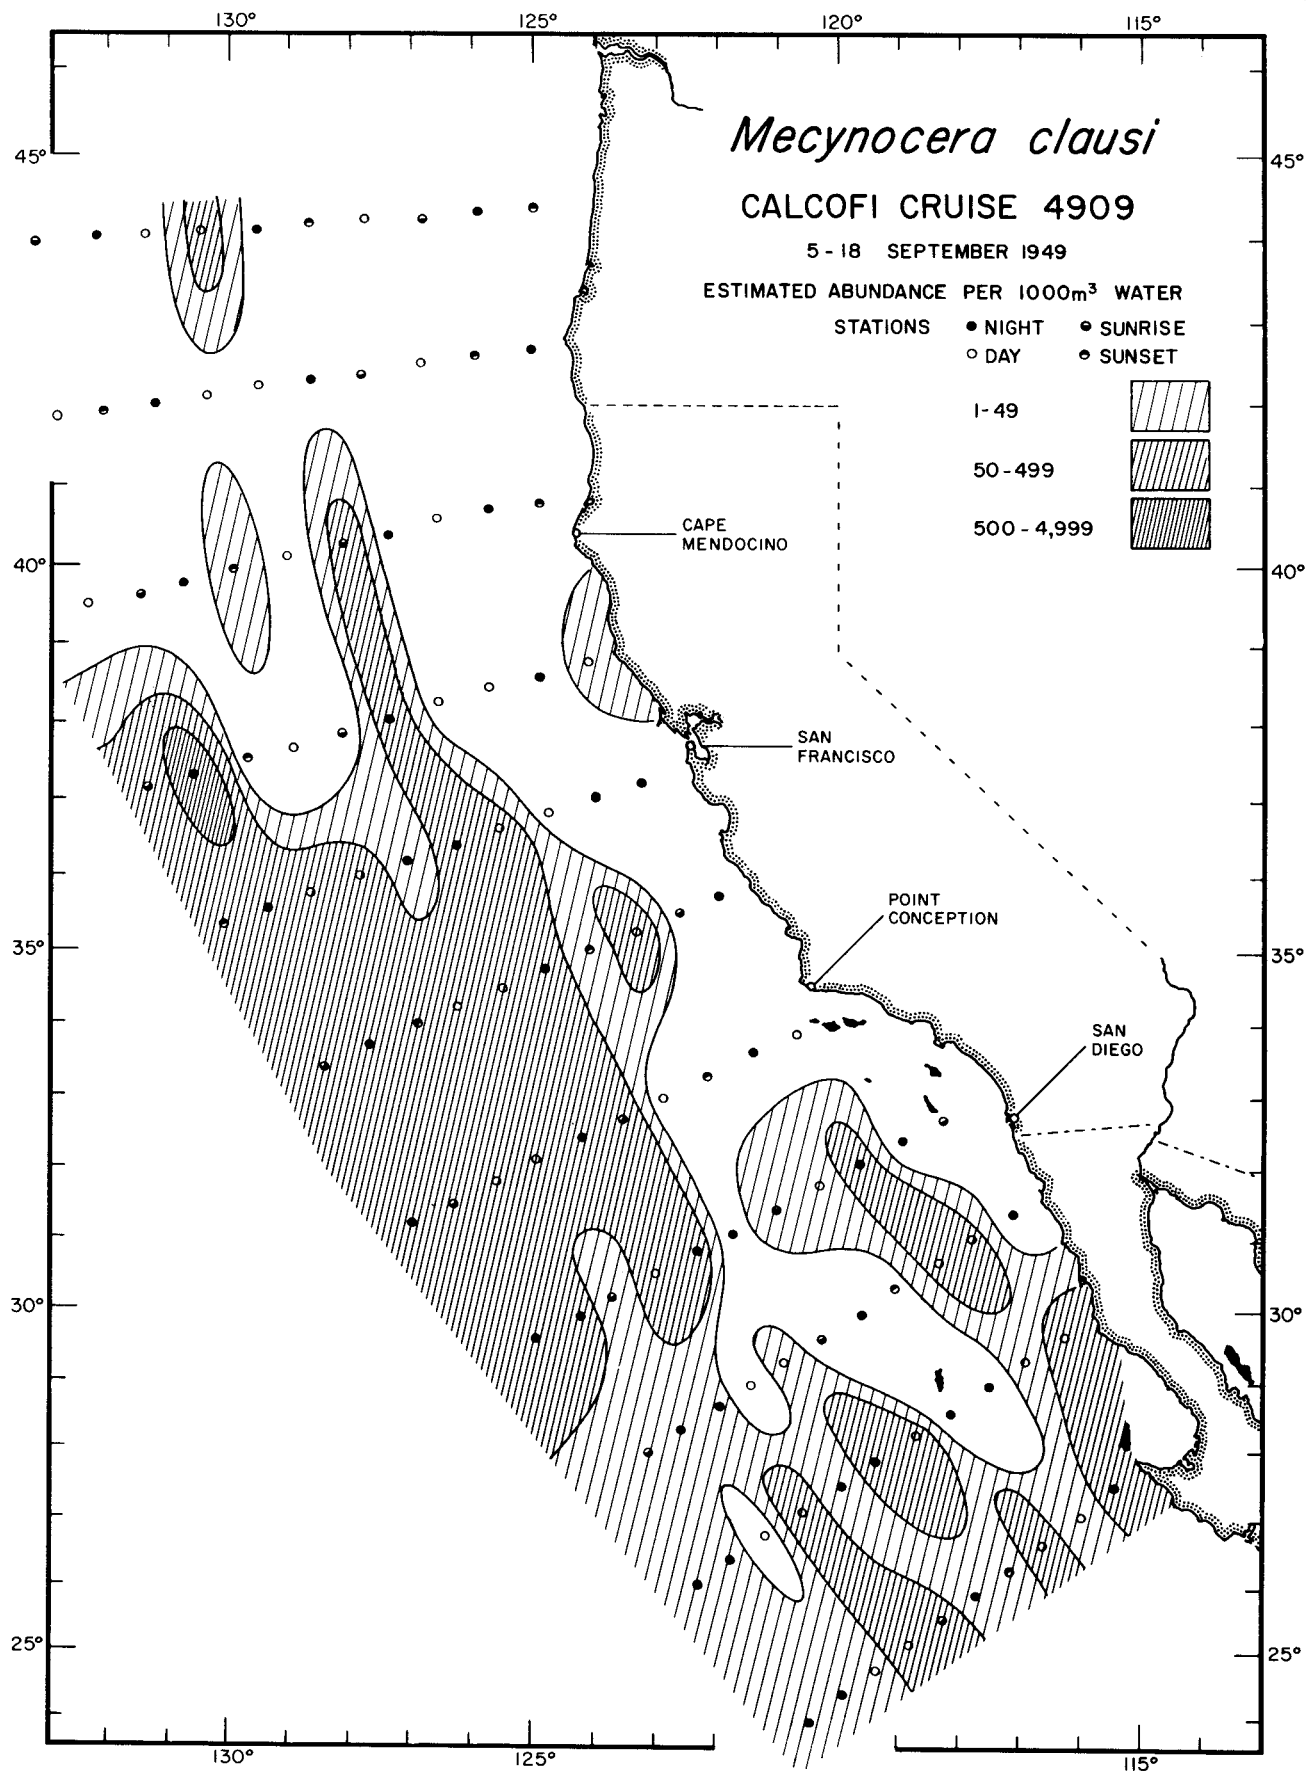 130° 125° 120° 115°
Mecynocera clausi
45° 45°
CALCOFI CRUISE 4909
5-18 SEPTEMBER 1949
ESTIMATED ABUNDANCE PER 1000m³ WATER
STATIONS ● NIGHT ◒ SUNRISE
○ DAY ◓ SUNSET
1-49
50-499
500-4,999
CAPE
MENDOCINO
40° 40°
SAN
FRANCISCO
POINT
CONCEPTION
35° 35°
SAN
DIEGO
30° 30°
25° 25°
130° 125° 115°